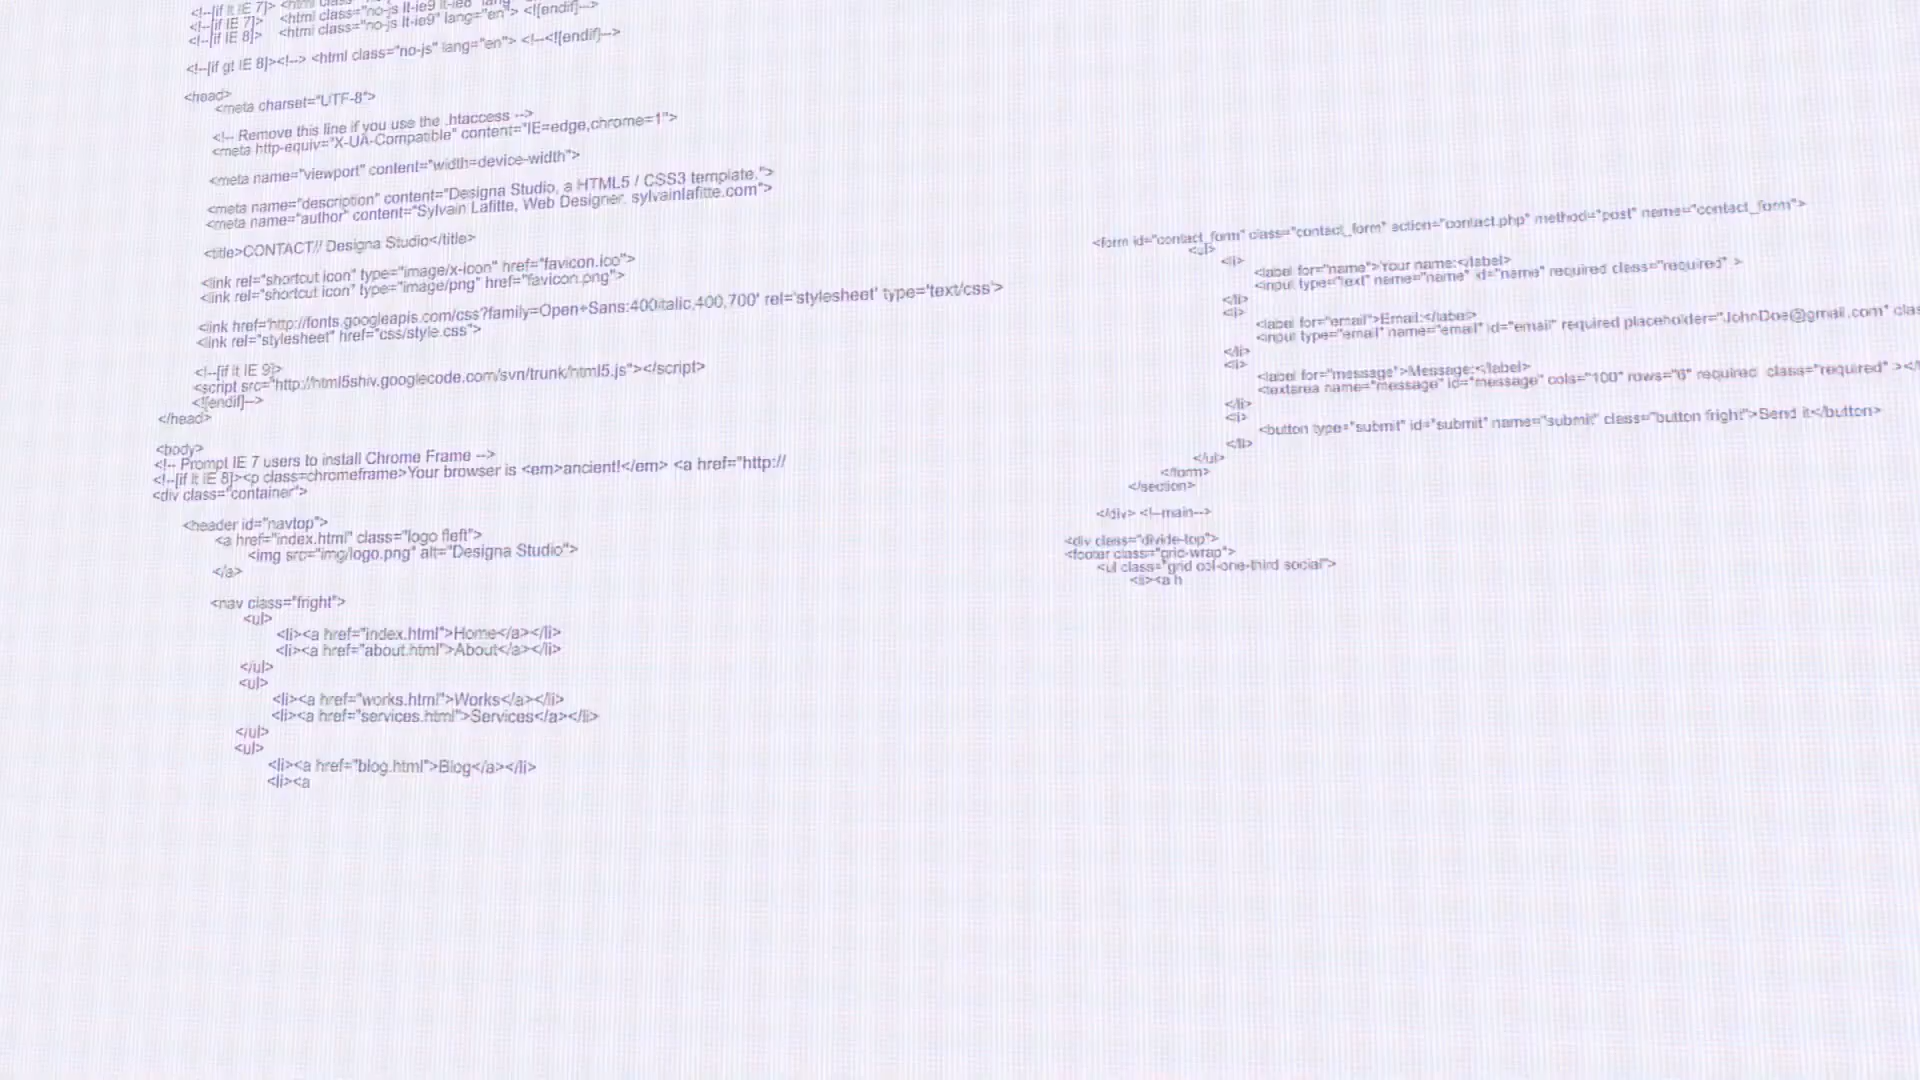 <!--[if lt IE 7]> <html class="no-js lt-ie9 lt-ie8
<!--[if IE 7]> <html class="no-js lt-ie9 lt-ie8" lang=
<!--[if IE 8]> <html class="no-js lt-ie9" lang="en"> <![endif]-->
<!--[if gt IE 8]><!--> <html class="no-js" lang="en"> <!--<![endif]-->
<head>
<meta charset="UTF-8">
<!-- Remove this line if you use the .htaccess -->
<meta http-equiv="X-UA-Compatible" content="IE=edge,chrome=1">
<meta name="viewport" content="width=device-width">
<meta name="description" content="Designa Studio, a HTML5 / CSS3 template.">
<meta name="author" content="Sylvain Lafitte, Web Designer, sylvainlafitte.com">
<title>CONTACT// Designa Studio</title>
<link rel="shortcut icon" type="image/x-icon" href="favicon.ico">
<link rel="shortcut icon" type="image/png" href="favicon.png">
<link href='http://fonts.googleapis.com/css?family=Open+Sans:400italic,400,700' rel='stylesheet' type='text/css'>
<link rel="stylesheet" href="css/style.css">
<!--[if lt IE 9]>
<script src="http://html5shiv.googlecode.com/svn/trunk/html5.js"></script>
<![endif]-->
</head>
<body>
<!-- Prompt IE 7 users to install Chrome Frame -->
<!--[if lt IE 8]><p class=chromeframe>Your browser is <em>ancient!</em> <a href="http://
<div class="container">
<header id="navtop">
<a href="index.html" class="logo fleft">
<img src="img/logo.png" alt="Designa Studio">
</a>
<nav class="fright">
<ul>
<li><a href="index.html">Home</a></li>
<li><a href="about.html">About</a></li>
</ul>
<ul>
<li><a href="works.html">Works</a></li>
<li><a href="services.html">Services</a></li>
</ul>
<ul>
<li><a href="blog.html">Blog</a></li>
<li><a
<form id="contact_form" class="contact_form" action="contact.php" method="post" name="contact_form">
<ul>
<li>
<label for="name">Your name:</label>
<input type="text" name="name" id="name" required class="required" >
</li>
<li>
<label for="email">Email:</label>
<input type="email" name="email" id="email" required placeholder="JohnDoe@gmail.com" clas
</li>
<li>
<label for="message">Message:</label>
<textarea name="message" id="message" cols="100" rows="6" required class="required" ></
</li>
<li>
<button type="submit" id="submit" name="submit" class="button fright">Send it</button>
</li>
</ul>
</form>
</section>
</div> <!--main-->
<div class="divide-top">
<footer class="grid-wrap">
<ul class="grid col-one-third social">
<li><a h